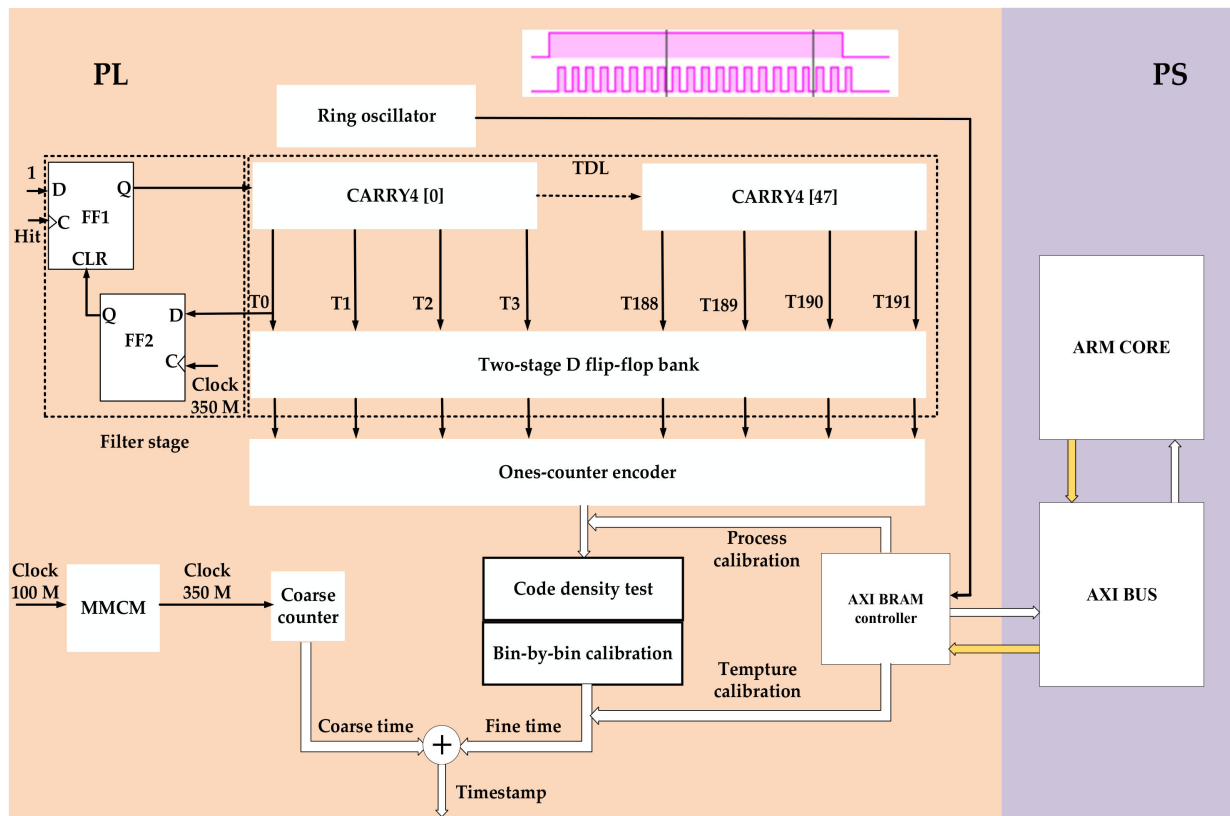 PL
PS
Ring oscillator
TDL
1
D
Q
C
FF1
Hit
CLR
CARRY4 [0]
CARRY4 [47]
T0
T1
T2
T3
T188
T189
T190
T191
Q
D
FF2
C
Clock
350 M
Filter stage
Two-stage D flip-flop bank
ARM CORE
Ones-counter encoder
Process
calibration
Clock
100 M
MMCM
Clock
350 M
Coarse
counter
Code density test
Bin-by-bin calibration
AXI BRAM
controller
AXI BUS
Tempture
calibration
Coarse time
+
Fine time
Timestamp